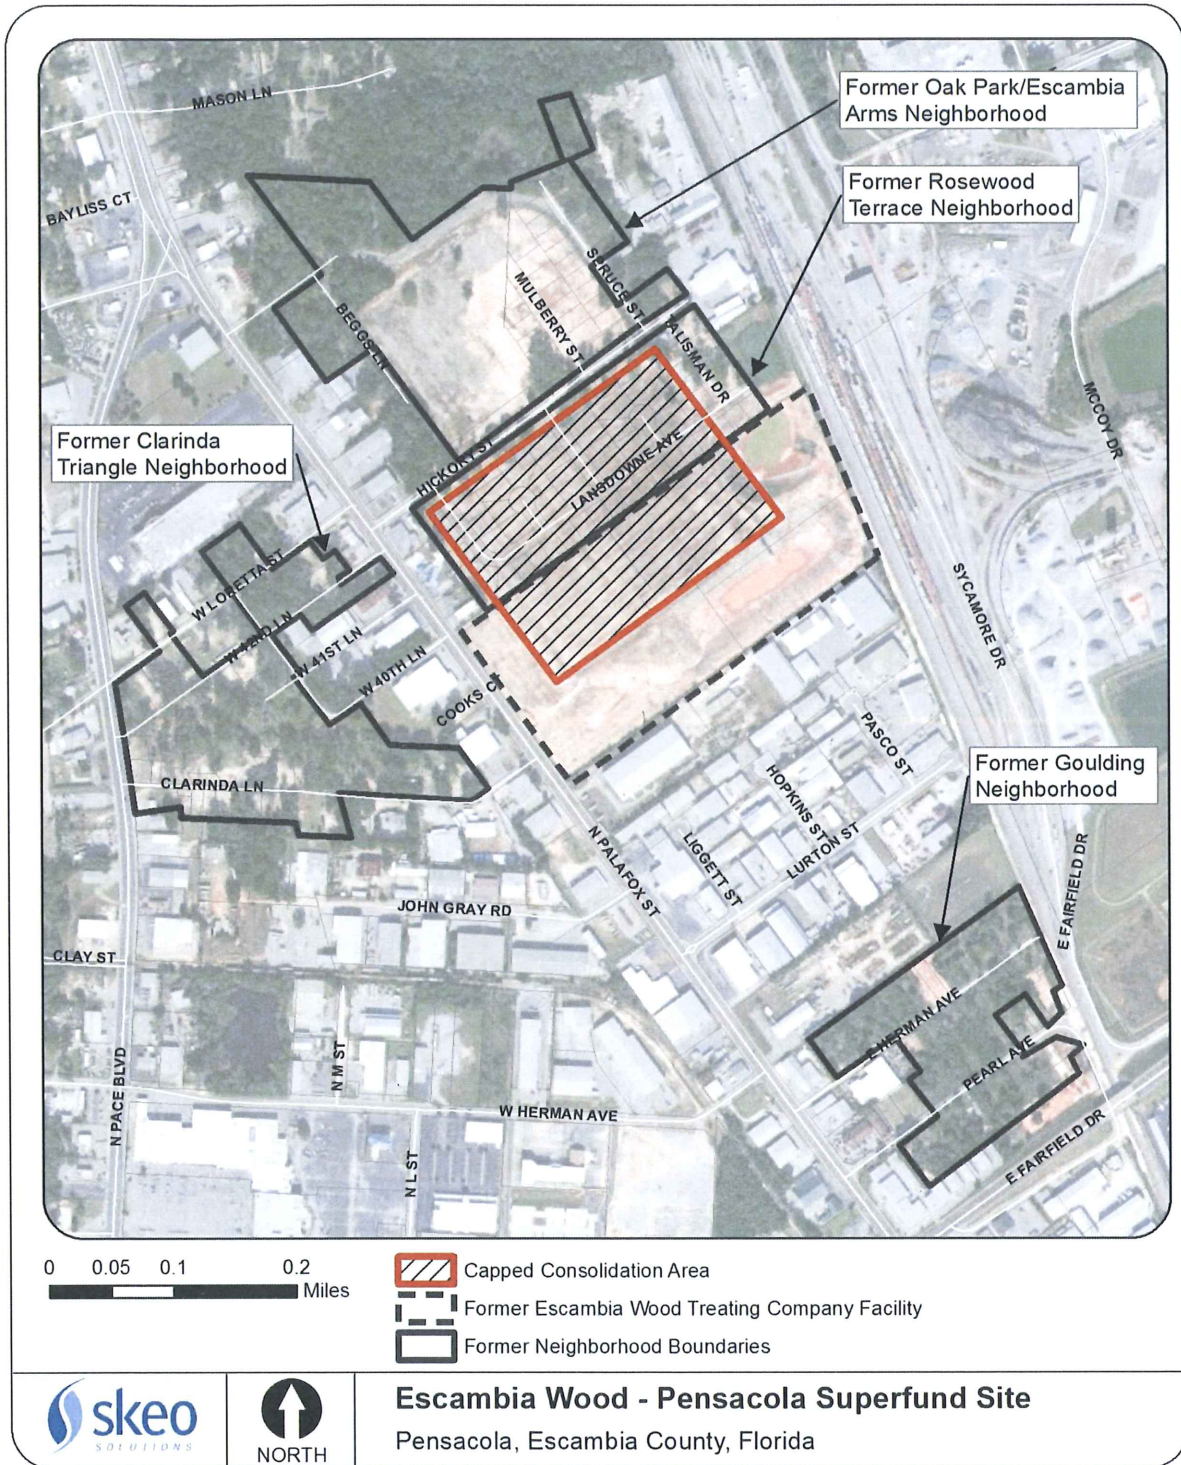 MASON LN
Former Oak Park/Escambia
Arms Neighborhood
Former Rosewood
Terrace Neighborhood
BAYLISS CT
SPRUCE ST
MULBERRY ST
BEGGS LN
TALISMAN DR
MCCOY DR
Former Clarinda
Triangle Neighborhood
HICKORY ST
LANSDOWNE AVE
W LORETTA ST
W 42ND LN
W 41ST LN
W 40TH LN
COOKS C
SYCAMORE DR
PASCO ST
Former Goulding
Neighborhood
CLARINDA LN
HOPKINS ST
LURTON ST
LIGGETT ST
N PALAFOX ST
JOHN GRAY RD
E FAIRFIELD DR
CLAY ST
E HERMAN AVE
PEARL AVE
N PACE BLVD
N M ST
W HERMAN AVE
N L ST
E FAIRFIELD DR
0 0.05 0.1 0.2
Miles
Capped Consolidation Area
Former Escambia Wood Treating Company Facility
Former Neighborhood Boundaries
skeo
SOLUTIONS
NORTH
Escambia Wood - Pensacola Superfund Site
Pensacola, Escambia County, Florida